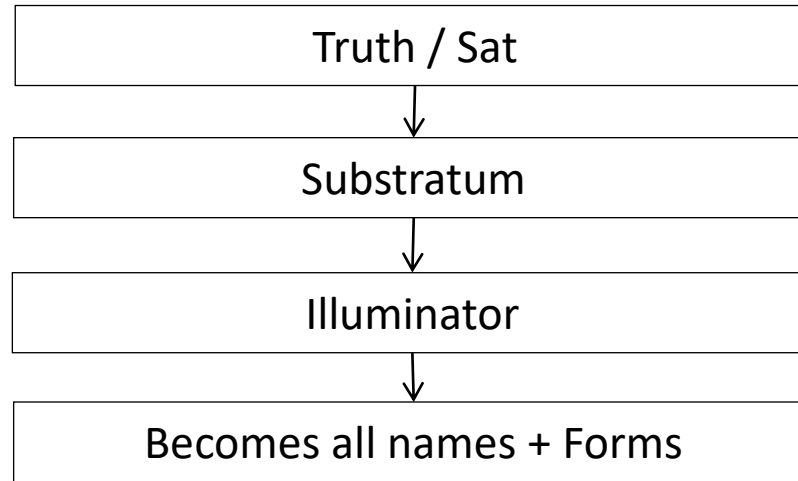 Truth / Sat
Substratum
Illuminator
Becomes all names + Forms